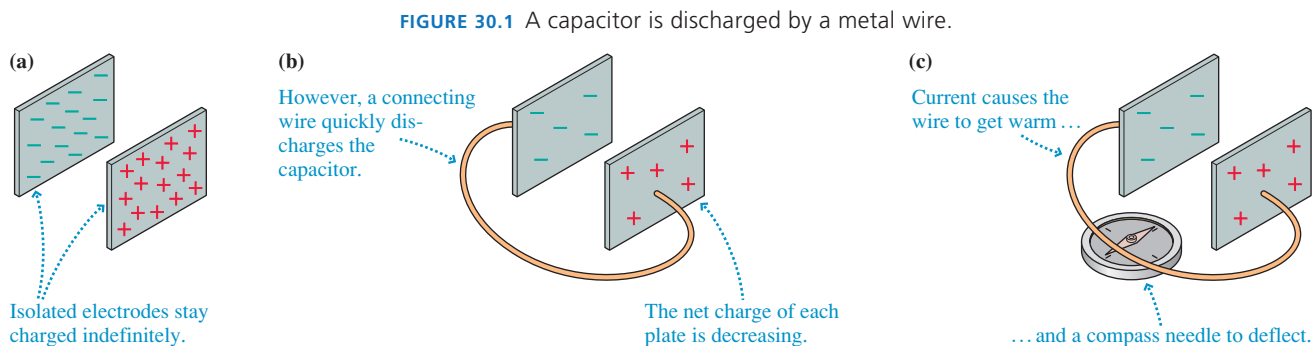 FIGURE 30.1 A capacitor is discharged by a metal wire.
(a)
Isolated electrodes stay
charged indefinitely.
(b)
However, a connecting
wire quickly dis-
charges the
capacitor.
The net charge of each
plate is decreasing.
(c)
Current causes the
wire to get warm ...
... and a compass needle to deflect.